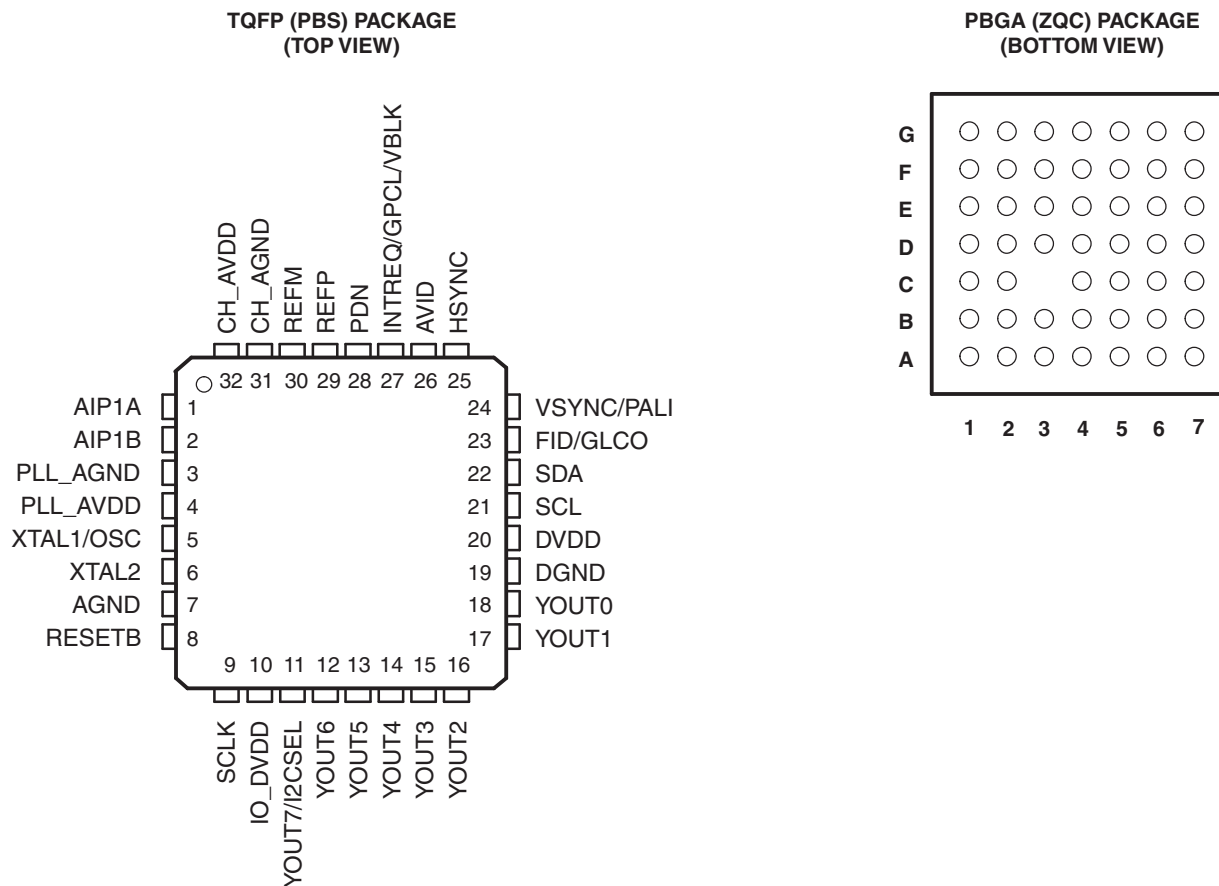 TQFP (PBS) PACKAGE
(TOP VIEW)
PBGA (ZQC) PACKAGE
(BOTTOM VIEW)
CH_AVDD
CH_AGND
REFM
REFP
PDN
INTREQ/GPCL/VBLK
AVID
HSYNC
32 31 30 29 28 27 26 25
AIP1A 1
AIP1B 2
PLL_AGND 3
PLL_AVDD 4
XTAL1/OSC 5
XTAL2 6
AGND 7
RESETB 8
24 VSYNC/PALI
23 FID/GLCO
22 SDA
21 SCL
20 DVDD
19 DGND
18 YOUT0
17 YOUT1
9 10 11 12 13 14 15 16
SCLK
IO_DVDD
YOUT7/I2CSEL
YOUT6
YOUT5
YOUT4
YOUT3
YOUT2
G
F
E
D
C
B
A
1 2 3 4 5 6 7